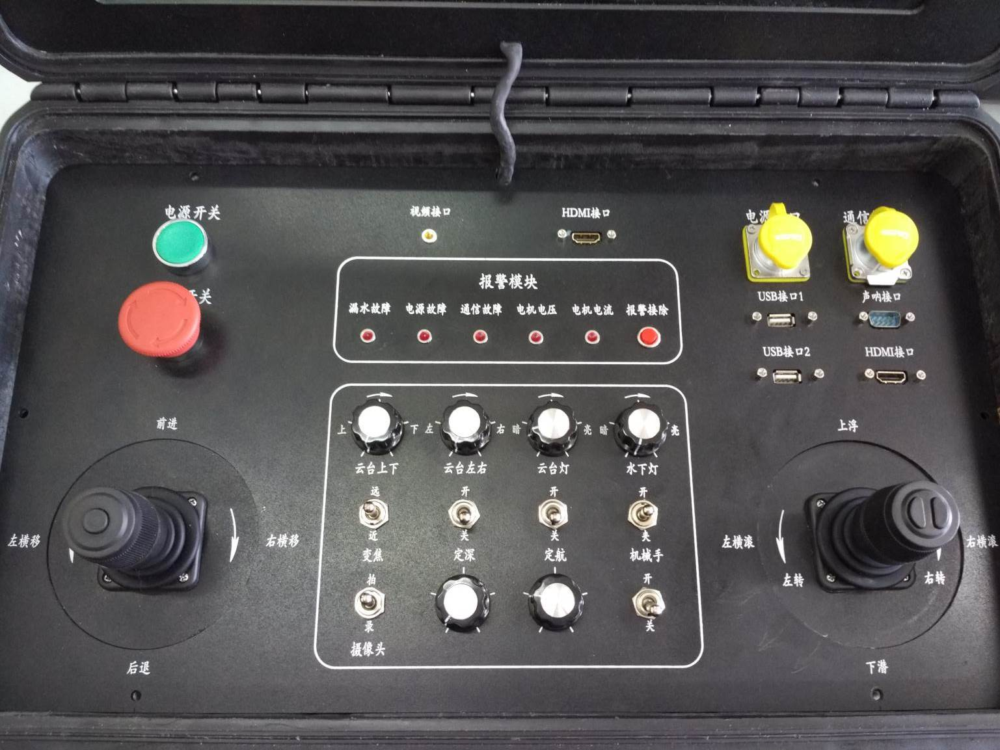 电源开关
视频接口
HDMI接口
电源 口
通信
开关
报警模块
漏水故障 电源故障 通信故障 电机电压 电机电流 报警接除
USB接口1
声呐接口
USB接口2
HDMI接口
前进
左横移
右横移
后退
上 下
左 右
暗 亮
暗 亮
云台上下
云台左右
云台灯
水下灯
远
开
开
开
近
关
关
夹
变焦
定深
定航
机械手
拍
开
录
关
摄像头
上浮
左横滚
右横滚
左转
右转
下潜